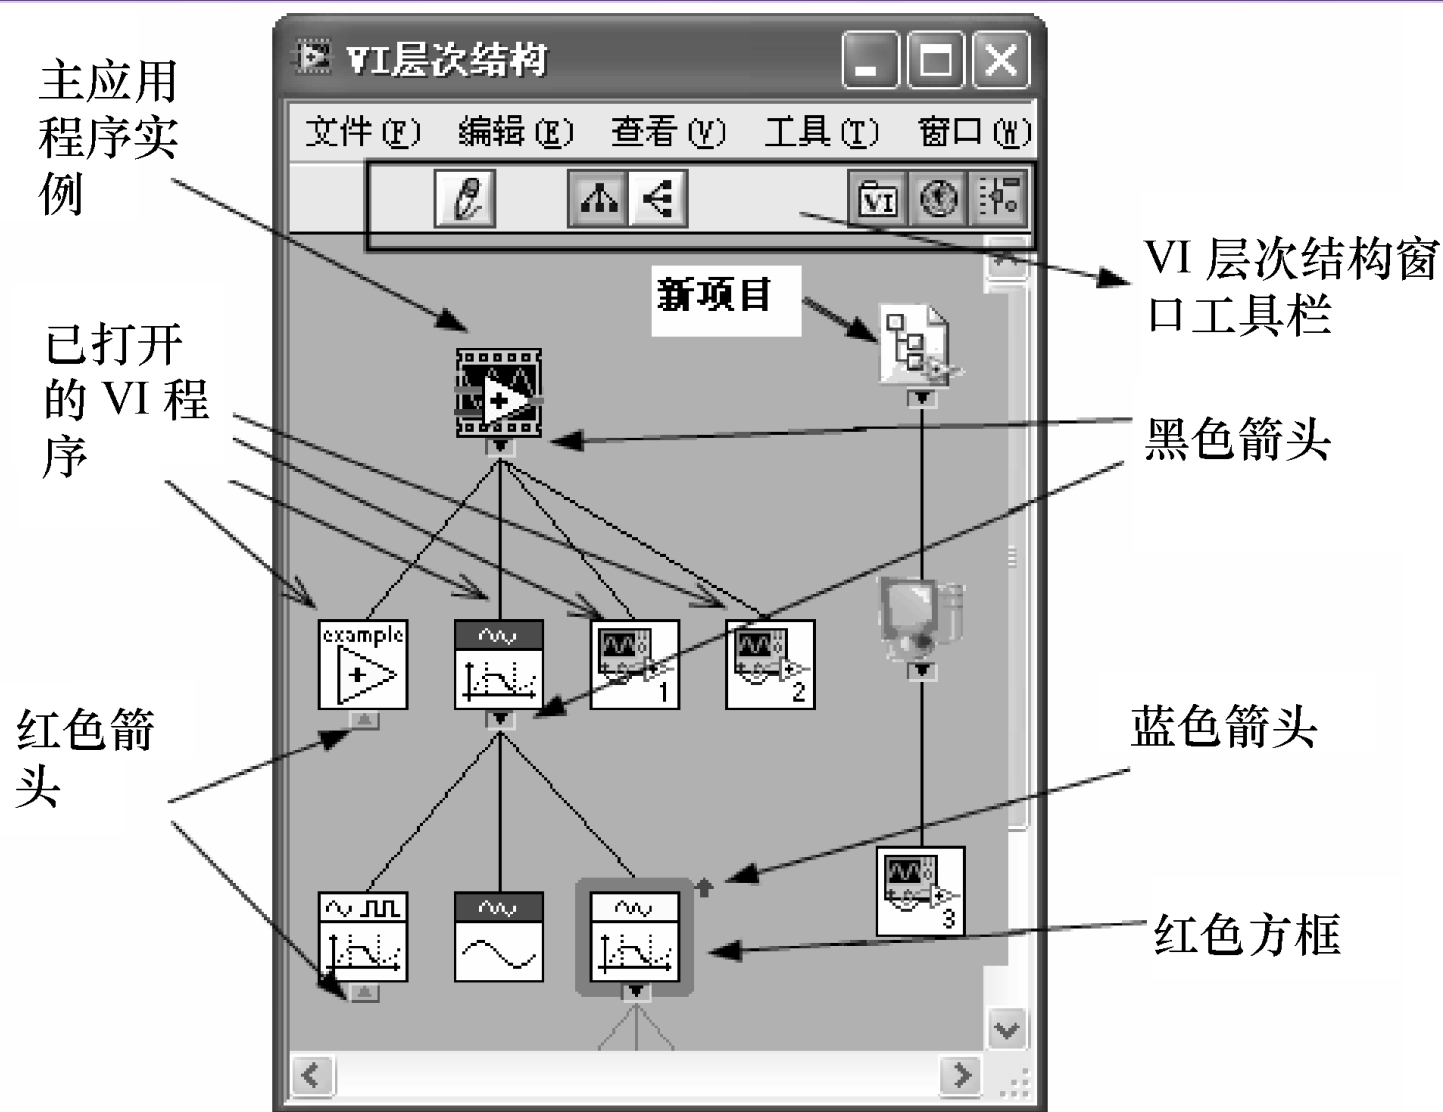 VI层次结构
文件(F) 编辑(E) 查看(V) 工具(T) 窗口(W)
VI
主应用
程序实
例
新项目
VI 层次结构窗
口工具栏
已打开
的 VI 程
序
黑色箭头
example
1
2
红色箭
头
蓝色箭头
3
红色方框